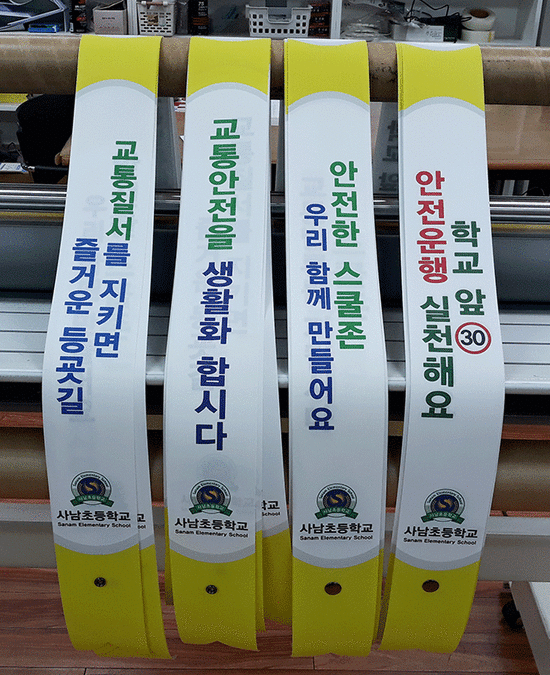 교통질서를 지키면
즐거운 등굣길
사남초등학교
Sanam Elementary School
교통안전을 생활화 합시다
사남초등학교
Sanam Elementary School
안전한 스쿨존
우리 함께 만들어요
사남초등학교
Sanam Elementary School
학교 앞 30
안전운행 실천해요
사남초등학교
Sanam Elementary School